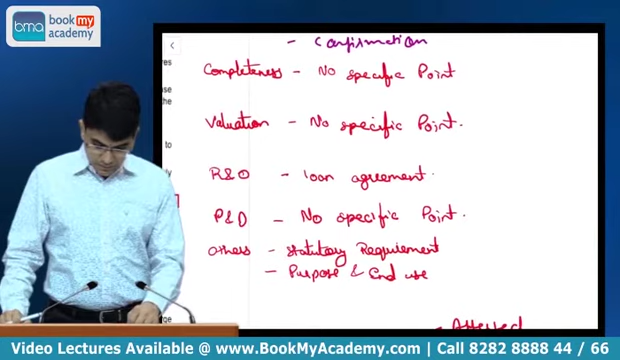 bma
book my
academy
- Confirmation
Completeness - No specific Point
Valuation - No specific Point.
R&O - loan agreement.
P&D - No specific Point.
Others - Statutory Requirement
- Purpose & End use
Video Lectures Available @ www.BookMyAcademy.com / Call 8282 8888 44 / 66